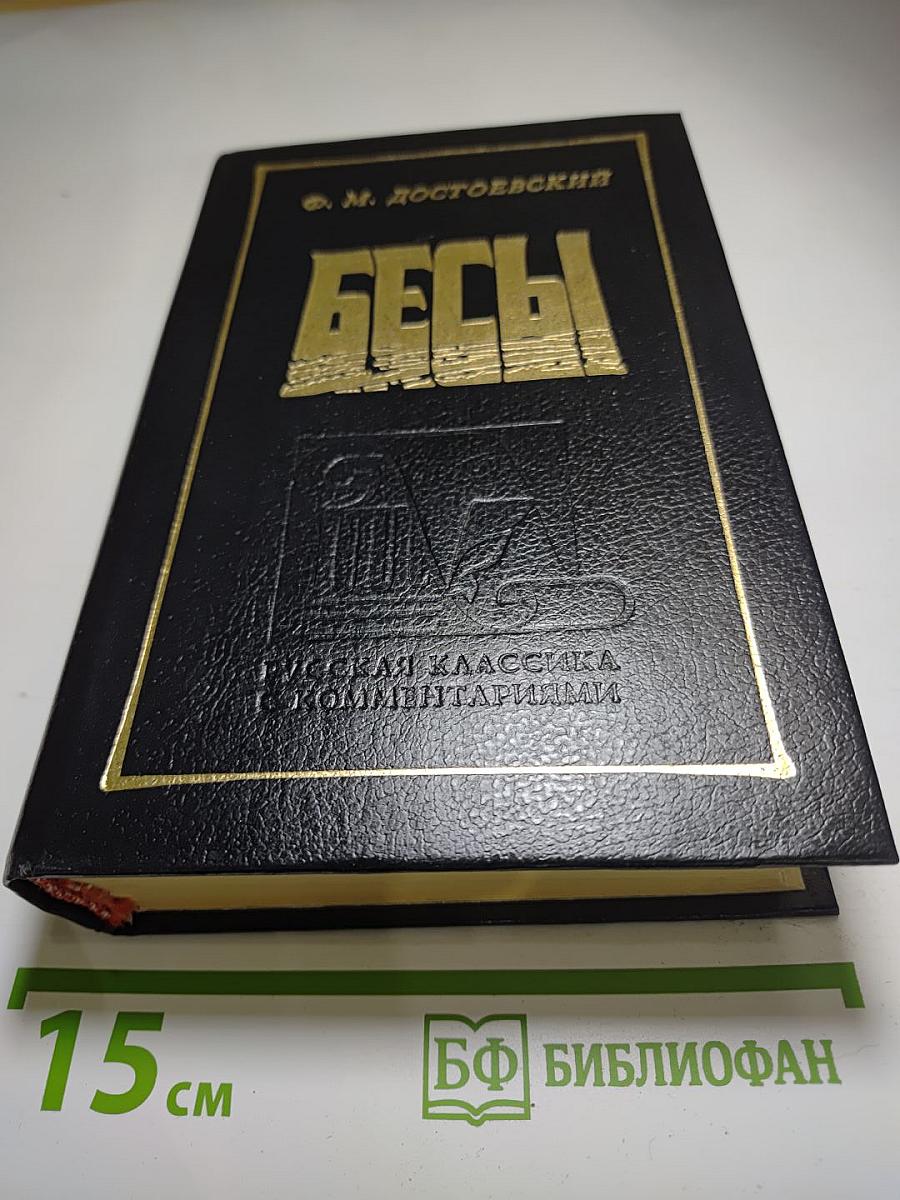 Ф. М. ДОСТОЕВСКИЙ
БЕСЫ
РУССКАЯ КЛАССИКА
С КОММЕНТАРИЯМИ
15 см
БФ БИБЛИОФАН